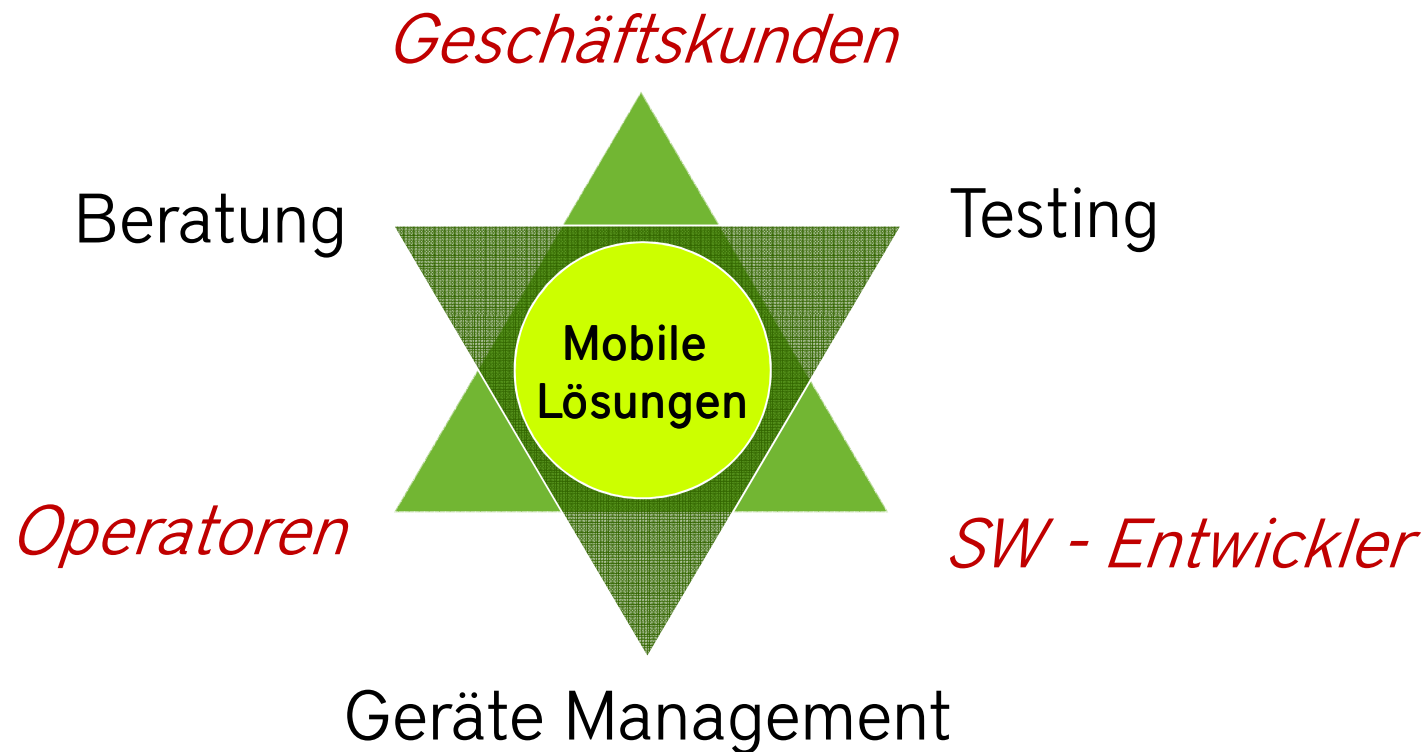 Geschäftskunden
Beratung
Testing
Mobile
Lösungen
Operatoren
SW - Entwickler
Geräte Management